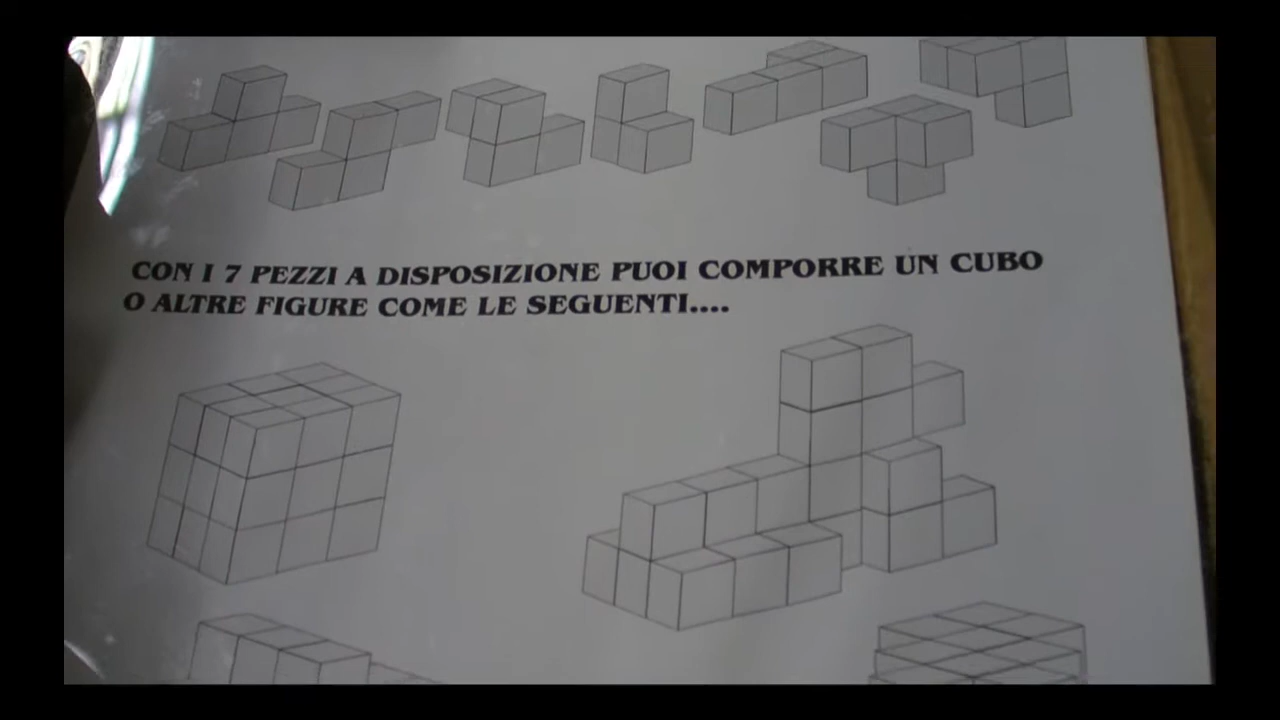 CON I 7 PEZZI A DISPOSIZIONE PUOI COMPORRE UN CUBO
O ALTRE FIGURE COME LE SEGUENTI....